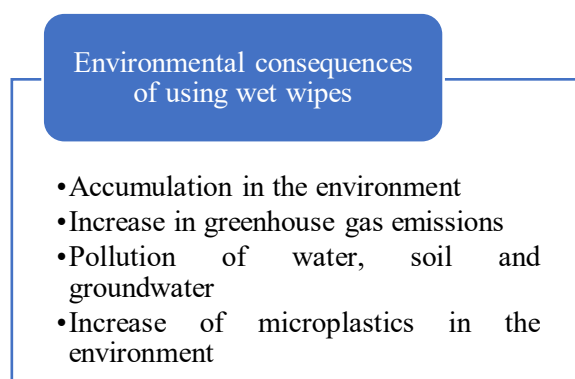 Environmental consequences
of using wet wipes
•Accumulation in the environment
•Increase in greenhouse gas emissions
•Pollution of water, soil and
groundwater
•Increase of microplastics in the
environment